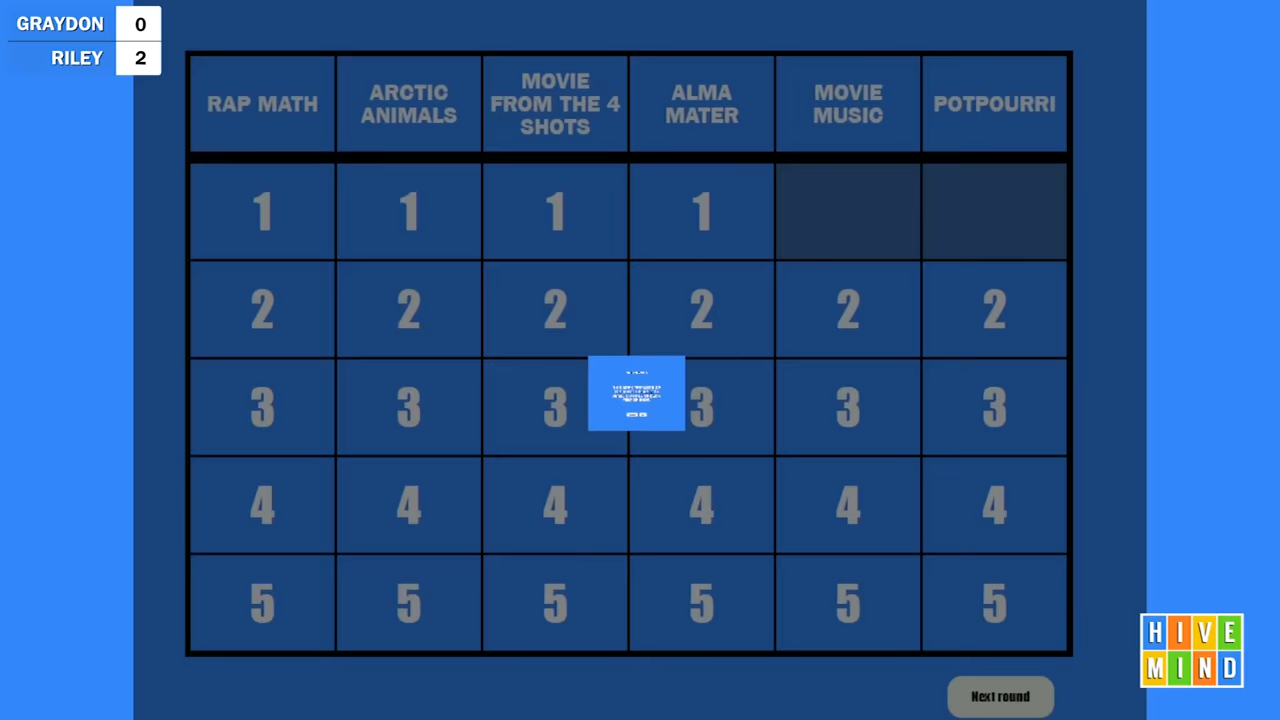 GRAYDON 0
RILEY 2
RAP MATH
ARCTIC
ANIMALS
MOVIE
FROM THE 4
SHOTS
ALMA
MATER
MOVIE
MUSIC
POTPOURRI
1 1 1 1
2 2 2 2 2 2
3 3 3 3 3 3
4 4 4 4 4 4
5 5 5 5 5 5
Next round
HIVE
MIND